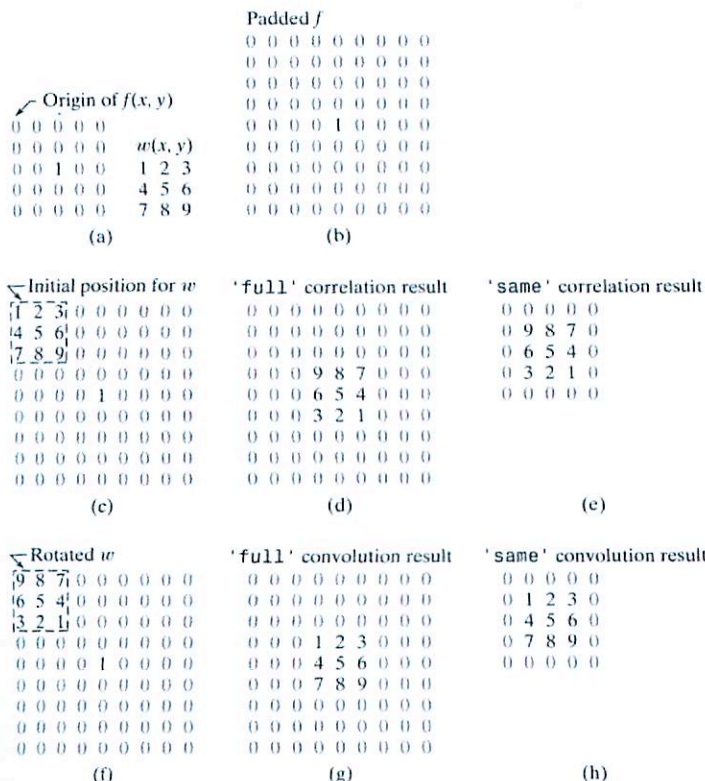 Origin of f(x, y)
0 0 0 0 0
0 0 0 0 0
0 0 1 0 0
0 0 0 0 0
0 0 0 0 0
w(x, y)
1 2 3
4 5 6
7 8 9
(a)
Padded f
0 0 0 0 0 0 0 0 0
0 0 0 0 0 0 0 0 0
0 0 0 0 0 0 0 0 0
0 0 0 0 0 0 0 0 0
0 0 0 0 1 0 0 0 0
0 0 0 0 0 0 0 0 0
0 0 0 0 0 0 0 0 0
0 0 0 0 0 0 0 0 0
0 0 0 0 0 0 0 0 0
(b)
Initial position for w
1 2 3 0 0 0 0 0 0
4 5 6 0 0 0 0 0 0
7 8 9 0 0 0 0 0 0
0 0 0 0 0 0 0 0 0
0 0 0 0 1 0 0 0 0
0 0 0 0 0 0 0 0 0
0 0 0 0 0 0 0 0 0
0 0 0 0 0 0 0 0 0
0 0 0 0 0 0 0 0 0
(c)
'full' correlation result
0 0 0 0 0 0 0 0 0
0 0 0 0 0 0 0 0 0
0 0 0 0 0 0 0 0 0
0 0 0 9 8 7 0 0 0
0 0 0 6 5 4 0 0 0
0 0 0 3 2 1 0 0 0
0 0 0 0 0 0 0 0 0
0 0 0 0 0 0 0 0 0
0 0 0 0 0 0 0 0 0
(d)
'same' correlation result
0 0 0 0 0
0 9 8 7 0
0 6 5 4 0
0 3 2 1 0
0 0 0 0 0
(e)
Rotated w
9 8 7 0 0 0 0 0 0
6 5 4 0 0 0 0 0 0
3 2 1 0 0 0 0 0 0
0 0 0 0 0 0 0 0 0
0 0 0 0 1 0 0 0 0
0 0 0 0 0 0 0 0 0
0 0 0 0 0 0 0 0 0
0 0 0 0 0 0 0 0 0
0 0 0 0 0 0 0 0 0
(f)
'full' convolution result
0 0 0 0 0 0 0 0 0
0 0 0 0 0 0 0 0 0
0 0 0 0 0 0 0 0 0
0 0 0 1 2 3 0 0 0
0 0 0 4 5 6 0 0 0
0 0 0 7 8 9 0 0 0
0 0 0 0 0 0 0 0 0
0 0 0 0 0 0 0 0 0
0 0 0 0 0 0 0 0 0
(g)
'same' convolution result
0 0 0 0 0
0 1 2 3 0
0 4 5 6 0
0 7 8 9 0
0 0 0 0 0
(h)